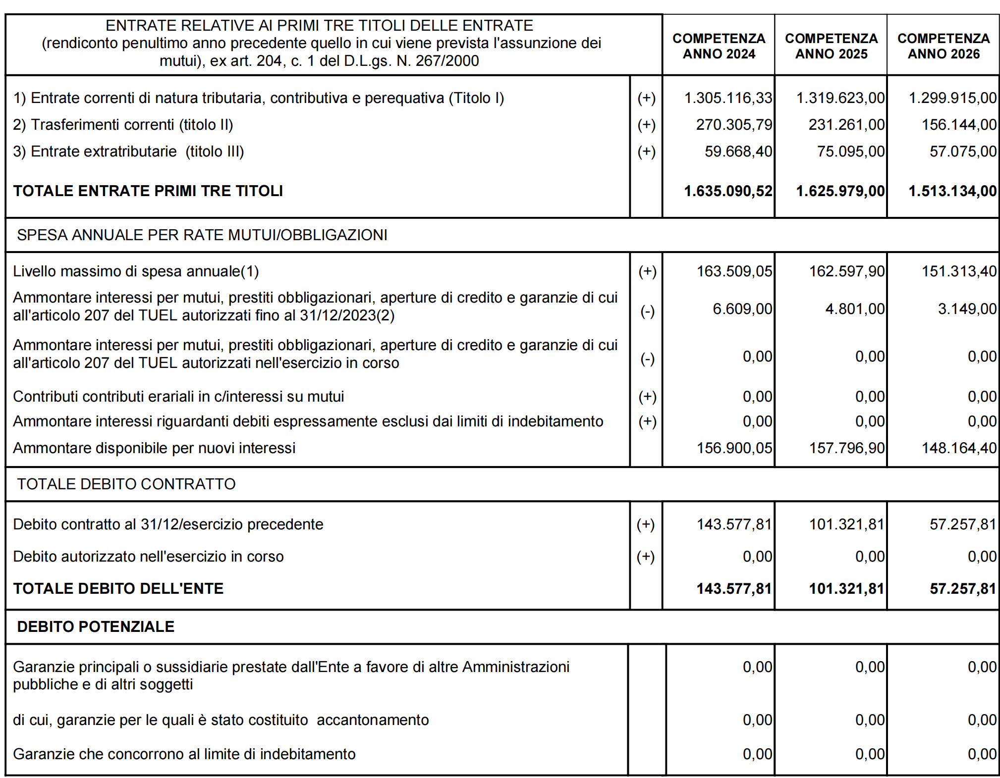 ENTRATE RELATIVE AI PRIMI TRE TITOLI DELLE ENTRATE
(rendiconto penultimo anno precedente quello in cui viene prevista l'assunzione dei
mutui), ex art. 204, c. 1 del D.L.gs. N. 267/2000
COMPETENZA ANNO 2024
COMPETENZA ANNO 2025
COMPETENZA ANNO 2026
1) Entrate correnti di natura tributaria, contributiva e perequativa (Titolo I) (+) 1.305.116,33 1.319.623,00 1.299.915,00
2) Trasferimenti correnti (titolo II) (+) 270.305,79 231.261,00 156.144,00
3) Entrate extratributarie (titolo III) (+) 59.668,40 75.095,00 57.075,00
TOTALE ENTRATE PRIMI TRE TITOLI 1.635.090,52 1.625.979,00 1.513.134,00
SPESA ANNUALE PER RATE MUTUI/OBBLIGAZIONI
Livello massimo di spesa annuale(1) (+) 163.509,05 162.597,90 151.313,40
Ammontare interessi per mutui, prestiti obbligazionari, aperture di credito e garanzie di cui
all'articolo 207 del TUEL autorizzati fino al 31/12/2023(2) (-) 6.609,00 4.801,00 3.149,00
Ammontare interessi per mutui, prestiti obbligazionari, aperture di credito e garanzie di cui
all'articolo 207 del TUEL autorizzati nell'esercizio in corso (-) 0,00 0,00 0,00
Contributi contributi erariali in c/interessi su mutui (+) 0,00 0,00 0,00
Ammontare interessi riguardanti debiti espressamente esclusi dai limiti di indebitamento (+) 0,00 0,00 0,00
Ammontare disponibile per nuovi interessi 156.900,05 157.796,90 148.164,40
TOTALE DEBITO CONTRATTO
Debito contratto al 31/12/esercizio precedente (+) 143.577,81 101.321,81 57.257,81
Debito autorizzato nell'esercizio in corso (+) 0,00 0,00 0,00
TOTALE DEBITO DELL'ENTE 143.577,81 101.321,81 57.257,81
DEBITO POTENZIALE
Garanzie principali o sussidiarie prestate dall'Ente a favore di altre Amministrazioni
pubbliche e di altri soggetti 0,00 0,00 0,00
di cui, garanzie per le quali è stato costituito accantonamento 0,00 0,00 0,00
Garanzie che concorrono al limite di indebitamento 0,00 0,00 0,00